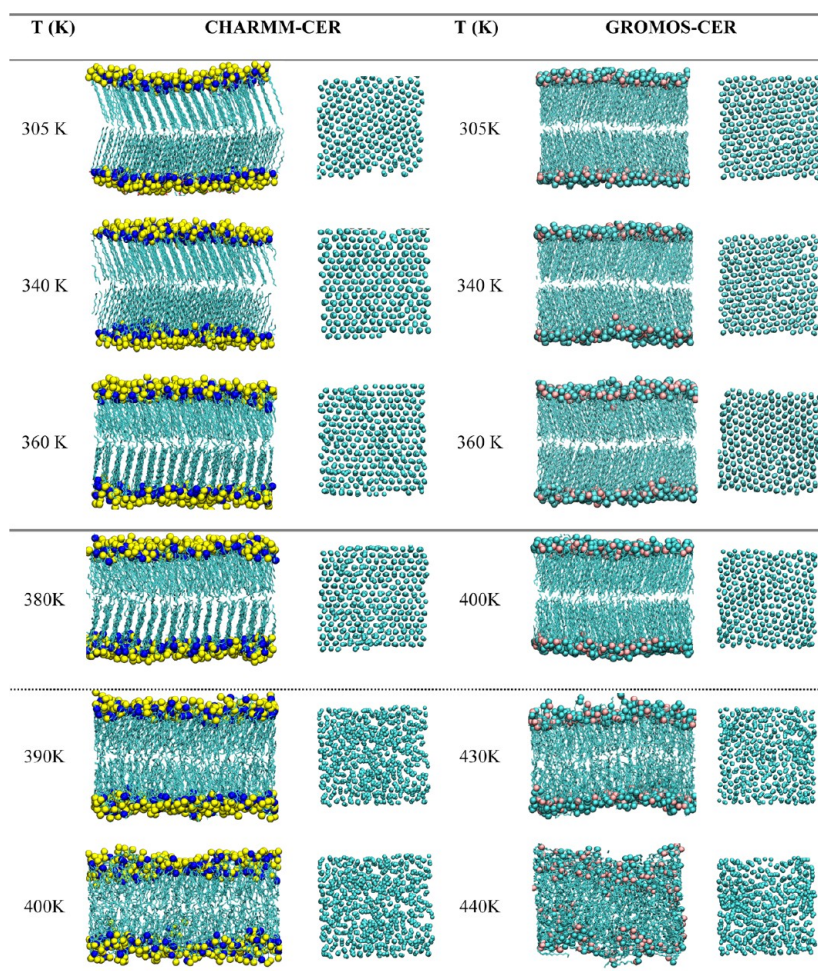 T (K) CHARMM-CER T (K) GROMOS-CER
305 K 305K
340 K 340 K
360 K 360 K
380K 400K
390K 430K
400K 440K